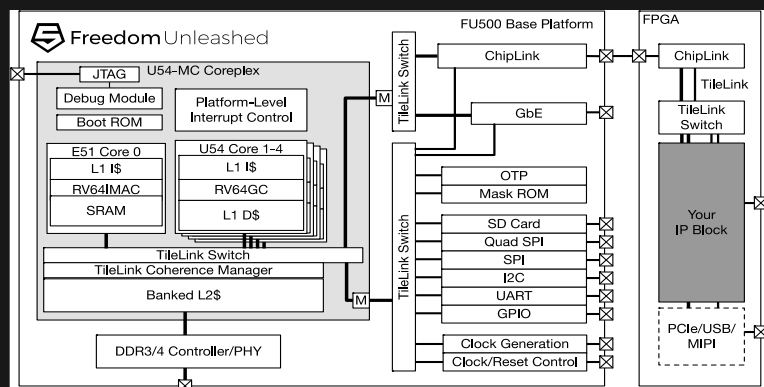 Freedom Unleashed
FU500 Base Platform
U54-MC Coreplex
JTAG
Debug Module
Boot ROM
Platform-Level
Interrupt Control
E51 Core 0
L1 I$
RV64IMAC
SRAM
U54 Core 1-4
L1 I$
RV64GC
L1 D$
TileLink Switch
TileLink Coherence Manager
Banked L2$
DDR3/4 Controller/PHY
M
M
TileLink Switch
TileLink Switch
ChipLink
GbE
OTP
Mask ROM
SD Card
Quad SPI
SPI
I2C
UART
GPIO
Clock Generation
Clock/Reset Control
FPGA
ChipLink
TileLink
TileLink
Switch
Your
IP Block
PCIe/USB/
MIPI